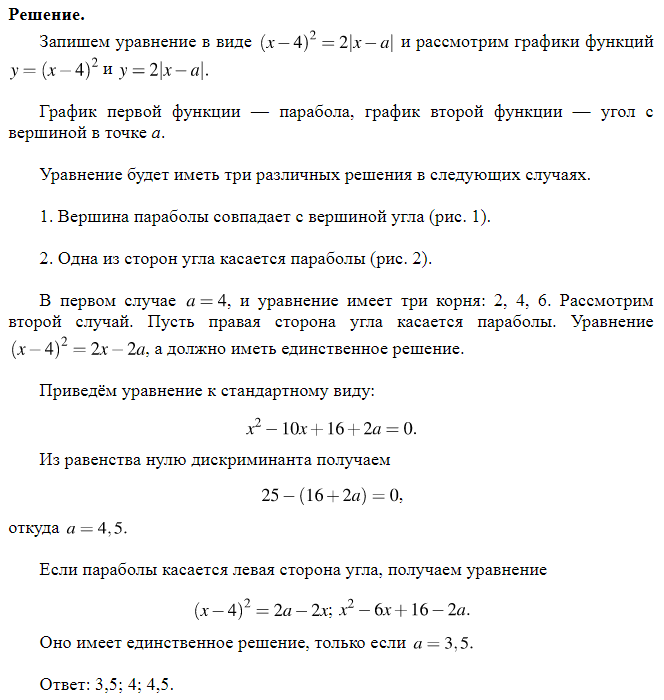 Решение.
Запишем уравнение в виде (x − 4)² = 2|x − a| и рассмотрим графики функций
y = (x − 4)² и y = 2|x − a|.
График первой функции — парабола, график второй функции — угол с
вершиной в точке a.
Уравнение будет иметь три различных решения в следующих случаях.
1. Вершина параболы совпадает с вершиной угла (рис. 1).
2. Одна из сторон угла касается параболы (рис. 2).
В первом случае a = 4, и уравнение имеет три корня: 2, 4, 6. Рассмотрим
второй случай. Пусть правая сторона угла касается параболы. Уравнение
(x − 4)² = 2x − 2a, а должно иметь единственное решение.
Приведём уравнение к стандартному виду:
x² − 10x + 16 + 2a = 0.
Из равенства нулю дискриминанта получаем
25 − (16 + 2a) = 0,
откуда a = 4,5.
Если параболы касается левая сторона угла, получаем уравнение
(x − 4)² = 2a − 2x; x² − 6x + 16 − 2a.
Оно имеет единственное решение, только если a = 3,5.
Ответ: 3,5; 4; 4,5.